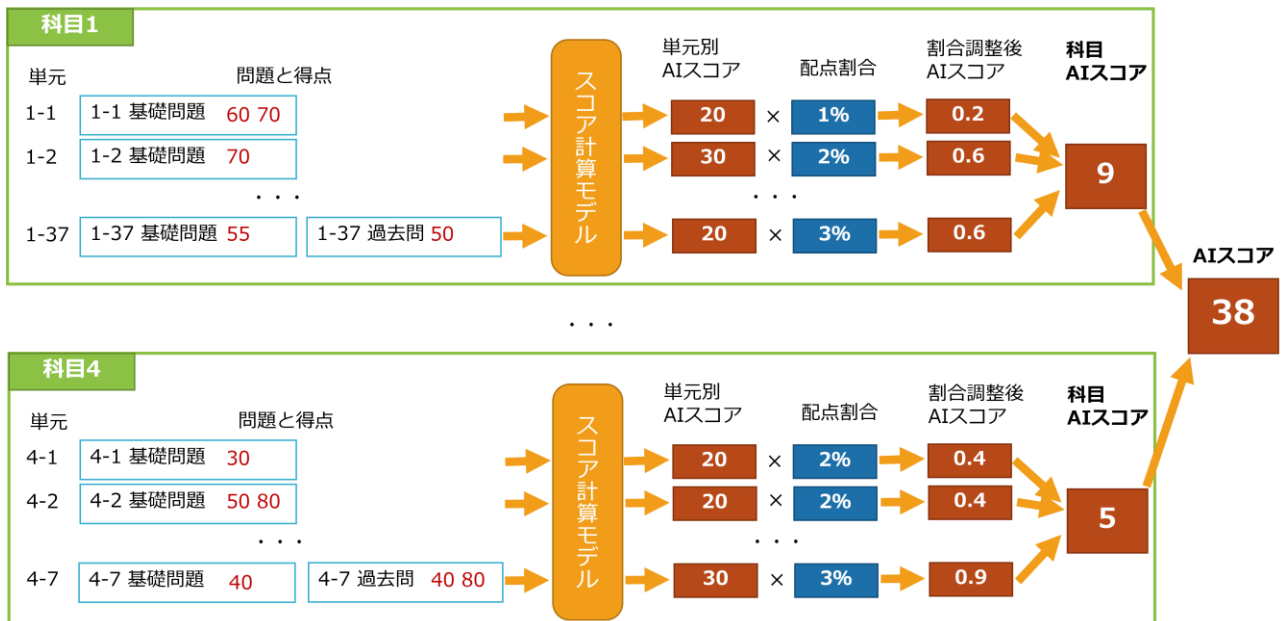 科目1
単元 問題と得点 単元別 AIスコア 配点割合 割合調整後 AIスコア 科目 AIスコア
1-1 1-1 基礎問題 60 70 20 × 1% 0.2
1-2 1-2 基礎問題 70 30 × 2% 0.6
・・・ ・・・
1-37 1-37 基礎問題 55 1-37 過去問 50 20 × 3% 0.6
スコア計算モデル
9
AIスコア
38
・・・
科目4
単元 問題と得点 単元別 AIスコア 配点割合 割合調整後 AIスコア 科目 AIスコア
4-1 4-1 基礎問題 30 20 × 2% 0.4
4-2 4-2 基礎問題 50 80 20 × 2% 0.4
・・・ ・・・
4-7 4-7 基礎問題 40 4-7 過去問 40 80 30 × 3% 0.9
スコア計算モデル
5